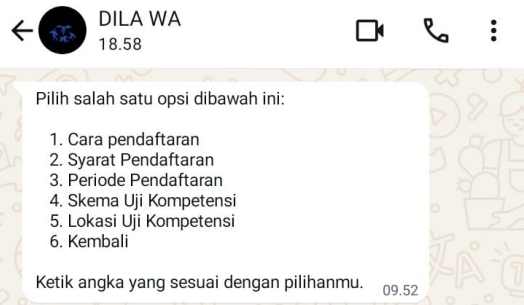 DILA WA
18.58
Pilih salah satu opsi dibawah ini:
1. Cara pendaftaran
2. Syarat Pendaftaran
3. Periode Pendaftaran
4. Skema Uji Kompetensi
5. Lokasi Uji Kompetensi
6. Kembali
Ketik angka yang sesuai dengan pilihanmu.
09.52